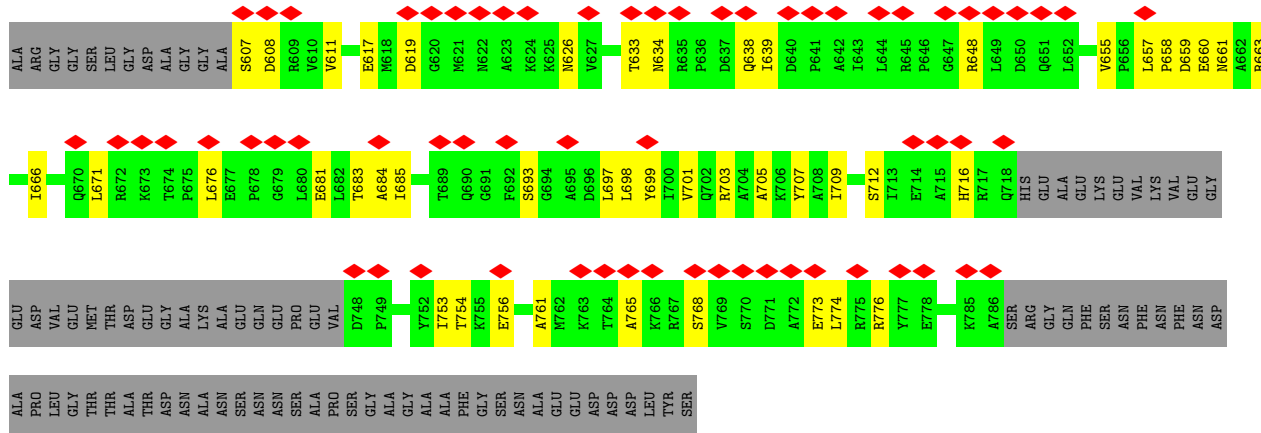 ALA ARG GLY GLY SER LEU GLY ASP ALA GLY GLY ALA S607 D608 R609 V610 V611 E617 M618 D619 G620 M621 N622 A623 K624 K625 N626 V627 T633 N634 R635 P636 D637 Q638 I639 D640 P641 A642 I643 L644 R645 P646 G647 R648 L649 D650 Q651 L652 V655 P656 L657 P658 D659 E660 N661 A662 R663
I666 Q670 L671 R672 K673 T674 P675 L676 E677 P678 G679 L680 E681 L682 T683 A684 I685 T689 Q690 G691 F692 S693 G694 A695 D696 L697 L698 Y699 I700 V701 Q702 R703 A704 A705 K706 Y707 A708 I709 S712 I713 E714 A715 H716 R717 Q718 HIS GLU ALA GLU LYS GLU VAL LYS VAL GLU GLY
GLU ASP VAL GLU MET THR ASP GLU GLY ALA LYS ALA GLU GLN GLU PRO GLU VAL D748 P749 Y752 I753 T754 K755 E756 A761 M762 K763 T764 A765 K766 R767 S768 V769 S770 D771 A772 E773 L774 R775 R776 Y777 E778 K785 A786 SER ARG GLY GLN PHE SER ASN PHE ASN PHE ASN ASP
ALA PRO LEU GLY THR THR ALA THR ASP ASN ALA ASN SER ASN ASN SER ALA PRO SER GLY ALA GLY ALA ALA PHE GLY SER ASN ALA GLU GLU ASP ASP ASP LEU TYR SER